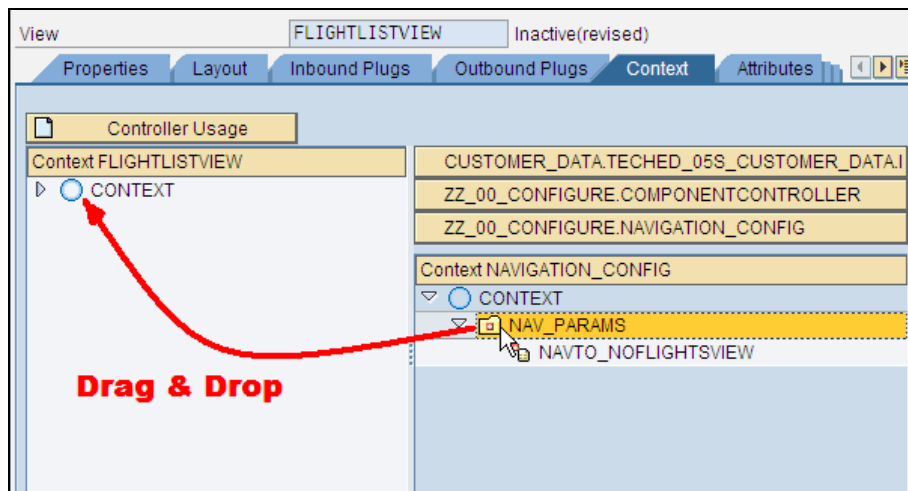 View FLIGHTLISTVIEW Inactive(revised)
Properties Layout Inbound Plugs Outbound Plugs Context Attributes
Controller Usage
Context FLIGHTLISTVIEW
CONTEXT
CUSTOMER_DATA.TECHED_05S_CUSTOMER_DATA.I
ZZ_00_CONFIGURE.COMPONENTCONTROLLER
ZZ_00_CONFIGURE.NAVIGATION_CONFIG
Context NAVIGATION_CONFIG
CONTEXT
NAV_PARAMS
NAVTO_NOFLIGHTSVIEW
Drag & Drop